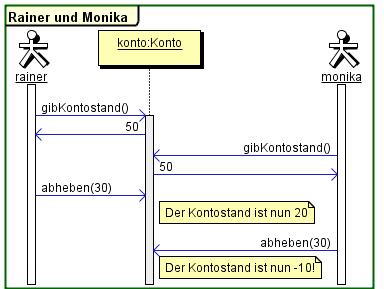 Rainer und Monika
konto:Konto
rainer
monika
gibKontostand()
50
gibKontostand()
50
abheben(30)
Der Kontostand ist nun 20
abheben(30)
Der Kontostand ist nun -10!